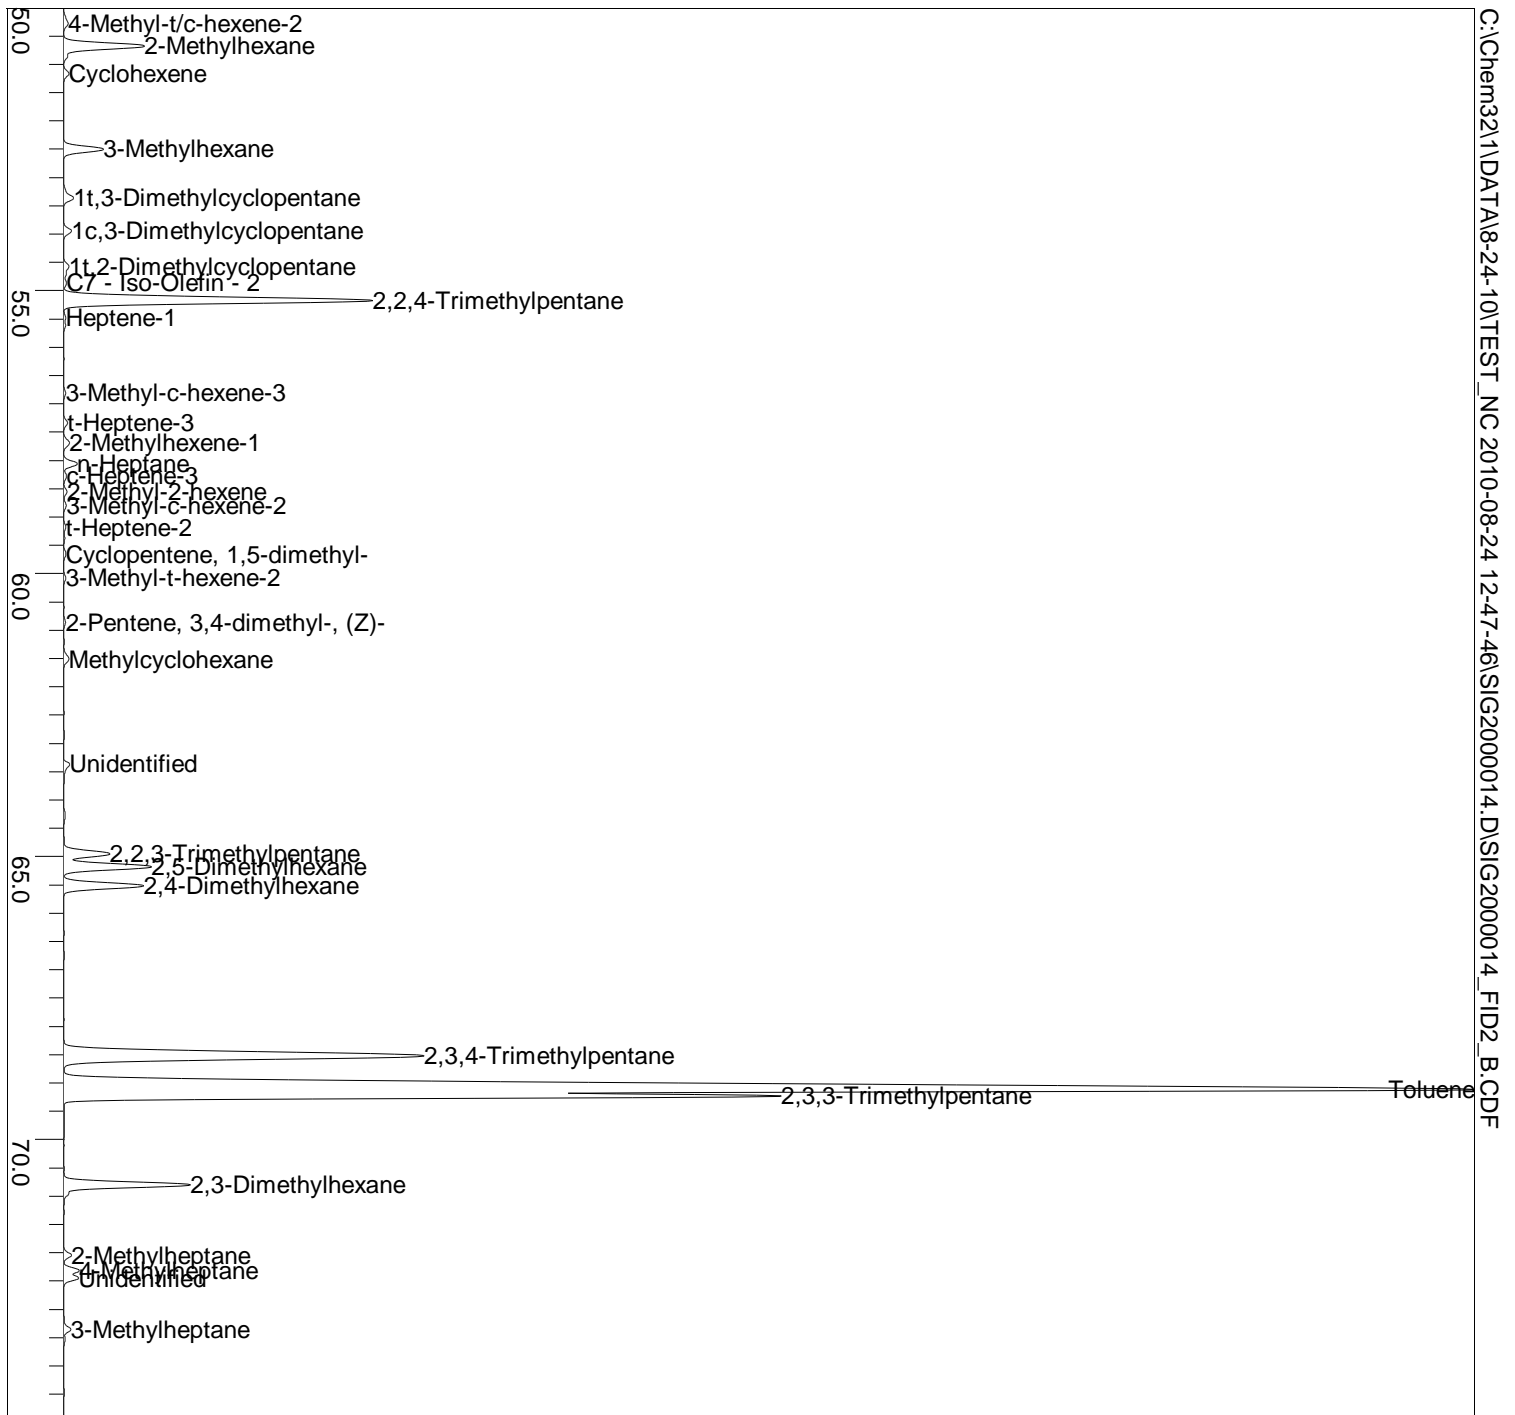 C:\Chem32\1\DATA\8-24-10\TEST_NC 2010-08-24 12-47-46\SIG2000014.D\SIG2000014_FID2_B.CDF
50.0
4-Methyl-t/c-hexene-2
2-Methylhexane
Cyclohexene
3-Methylhexane
1t,3-Dimethylcyclopentane
1c,3-Dimethylcyclopentane
1t,2-Dimethylcyclopentane
C7 - Iso-Olefin - 2
55.0
2,2,4-Trimethylpentane
Heptene-1
3-Methyl-c-hexene-3
t-Heptene-3
2-Methylhexene-1
n-Heptane
c-Heptene-3
2-Methyl-2-hexene
3-Methyl-c-hexene-2
t-Heptene-2
Cyclopentene, 1,5-dimethyl-
60.0
3-Methyl-t-hexene-2
2-Pentene, 3,4-dimethyl-, (Z)-
Methylcyclohexane
Unidentified
2,2,3-Trimethylpentane
65.0
2,5-Dimethylhexane
2,4-Dimethylhexane
2,3,4-Trimethylpentane
Toluene
2,3,3-Trimethylpentane
70.0
2,3-Dimethylhexane
2-Methylheptane
4-Methylheptane
Unidentified
3-Methylheptane